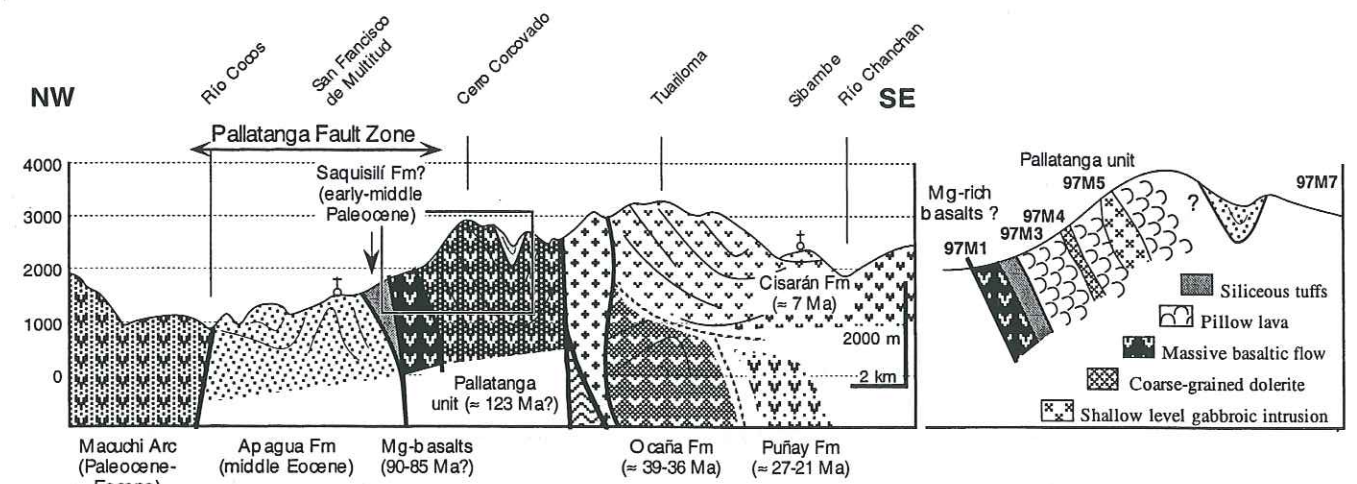 NW
Río Cocos
San Francisco
de Multitud
Cerro Corcovado
Tuariloma
Sibambe
Río Chanchan
SE
Pallatanga Fault Zone
4000
3000
2000
1000
0
Saquisilí Fm?
(early-middle
Paleocene)
Cisarán Fm
(≈ 7 Ma)
2000 m
2 km
Pallatanga
unit (≈ 123 Ma?)
Macuchi Arc
(Paleocene-
Eocene)
Apagua Fm
(middle Eocene)
Mg-basalts
(90-85 Ma?)
Ocaña Fm
(≈ 39-36 Ma)
Puñay Fm
(≈ 27-21 Ma)
Pallatanga unit
Mg-rich
basalts ?
97M1
97M3
97M4
97M5
?
97M7
Siliceous tuffs
Pillow lava
Massive basaltic flow
Coarse-grained dolerite
Shallow level gabbroic intrusion